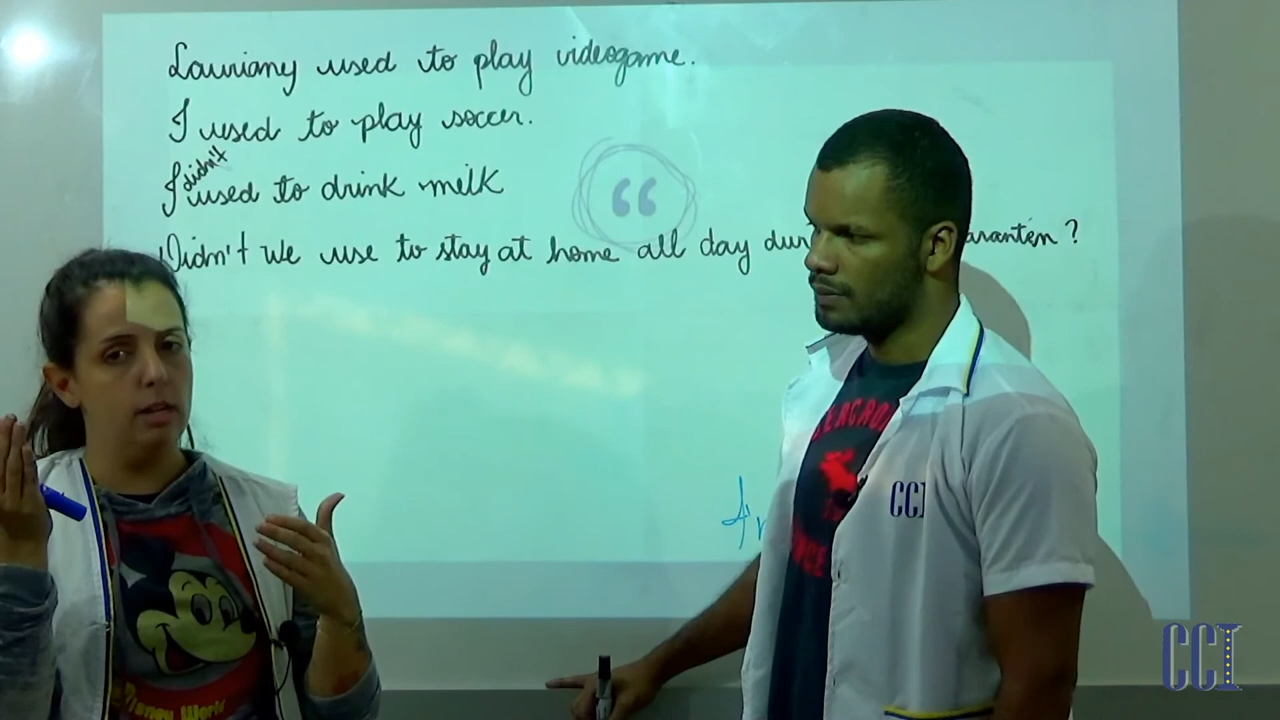 Lauriany used to play videogame.
I used to play soccer.
didn't
I used to drink milk
Didn't we use to stay at home all day
CCI
CCI